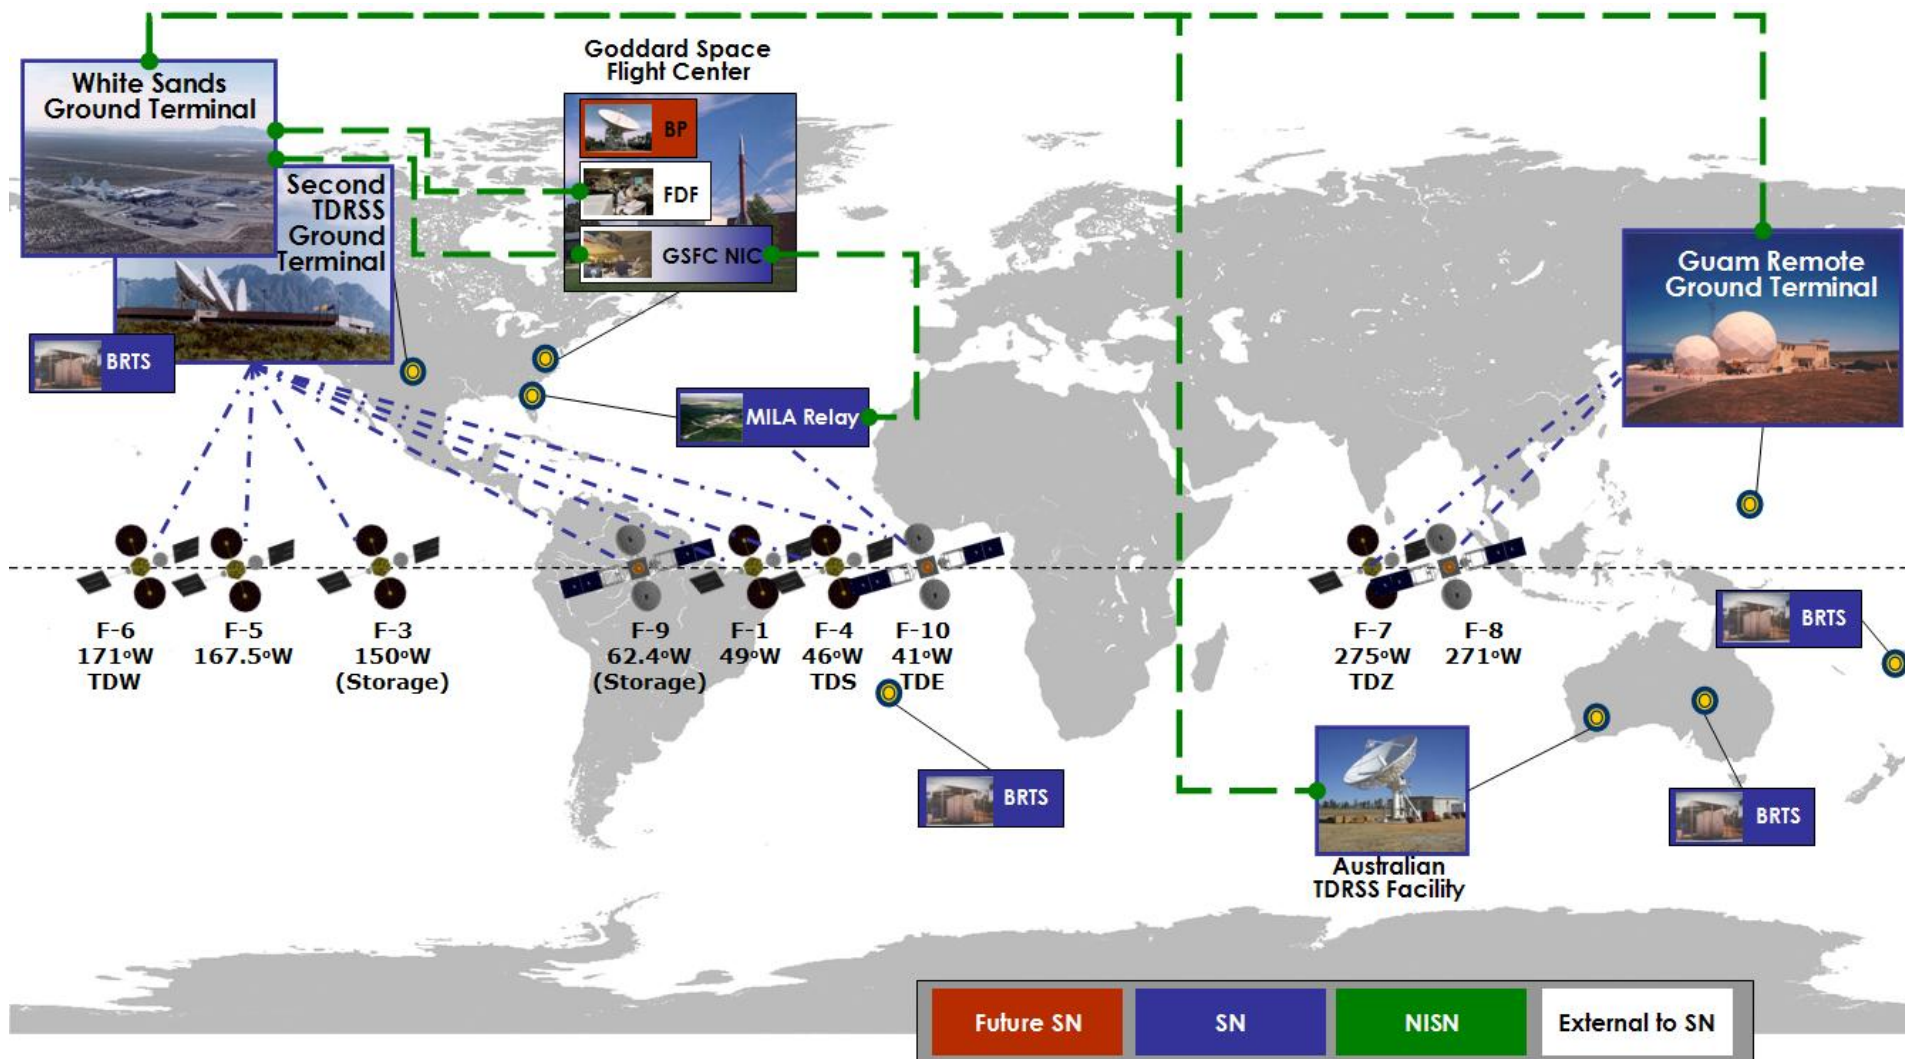 Goddard Space
Flight Center
White Sands
Ground Terminal
BP
Second
TDRSS
Ground
Terminal
FDF
GSFC NIC
Guam Remote
Ground Terminal
BRTS
MILA Relay
F-6
171°W
TDW
F-5
167.5°W
F-3
150°W
(Storage)
F-9
62.4°W
(Storage)
F-1
49°W
F-4
46°W
TDS
F-10
41°W
TDE
F-7
275°W
TDZ
F-8
271°W
BRTS
BRTS
BRTS
Australian
TDRSS Facility
Future SN
SN
NISN
External to SN